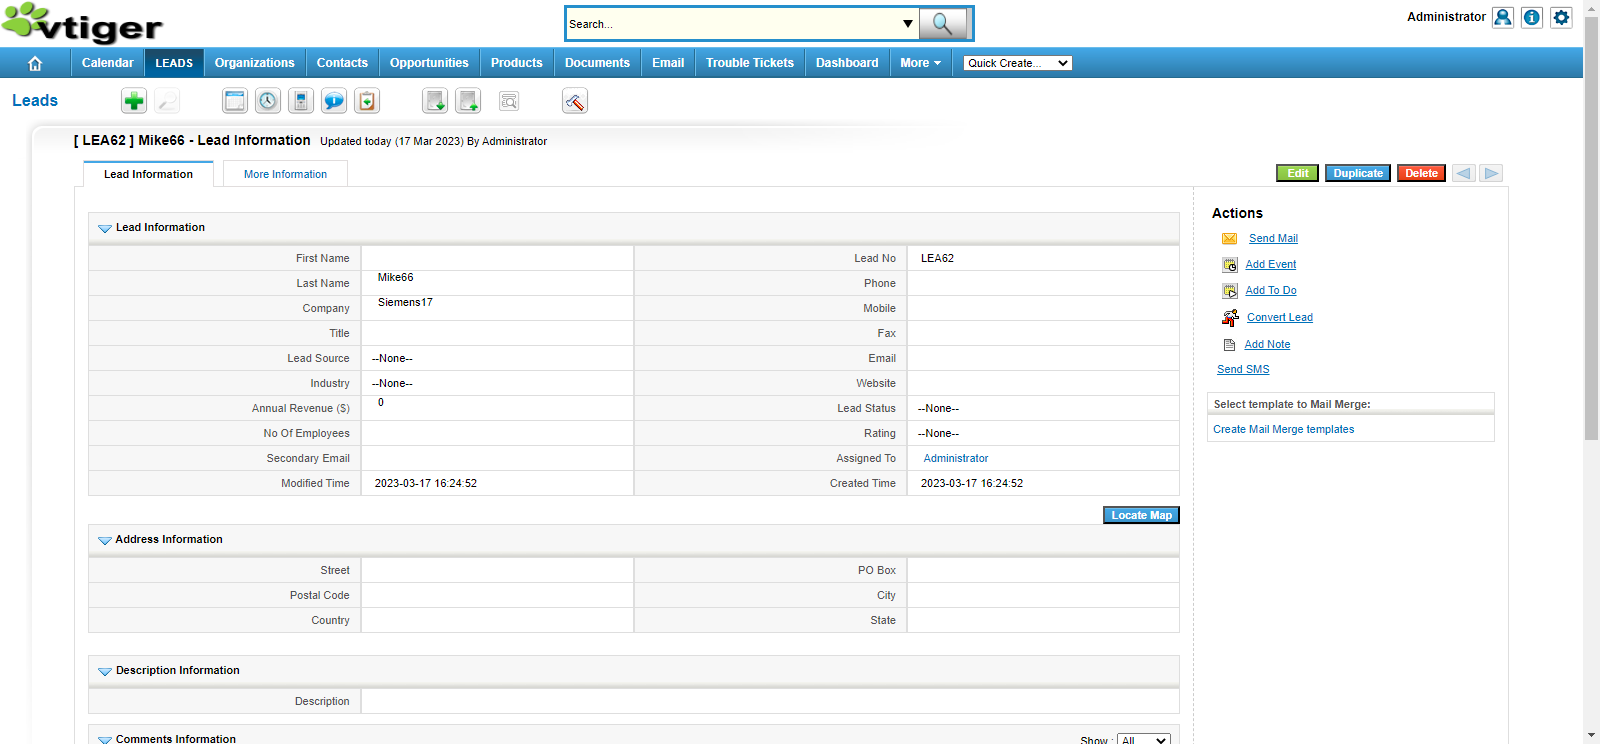 vtiger
Search...
Administrator
Calendar LEADS Organizations Contacts Opportunities Products Documents Email Trouble Tickets Dashboard More Quick Create...
Leads
[ LEA62 ] Mike66 - Lead Information Updated today (17 Mar 2023) By Administrator
Lead Information More Information
Edit Duplicate Delete
Lead Information
First Name
Lead No LEA62
Last Name Mike66
Phone
Company Siemens17
Mobile
Title
Fax
Lead Source --None--
Email
Industry --None--
Website
Annual Revenue ($) 0
Lead Status --None--
No Of Employees
Rating --None--
Secondary Email
Assigned To Administrator
Modified Time 2023-03-17 16:24:52
Created Time 2023-03-17 16:24:52
Locate Map
Address Information
Street
PO Box
Postal Code
City
Country
State
Description Information
Description
Comments Information
Show : All
Actions
Send Mail
Add Event
Add To Do
Convert Lead
Add Note
Send SMS
Select template to Mail Merge:
Create Mail Merge templates